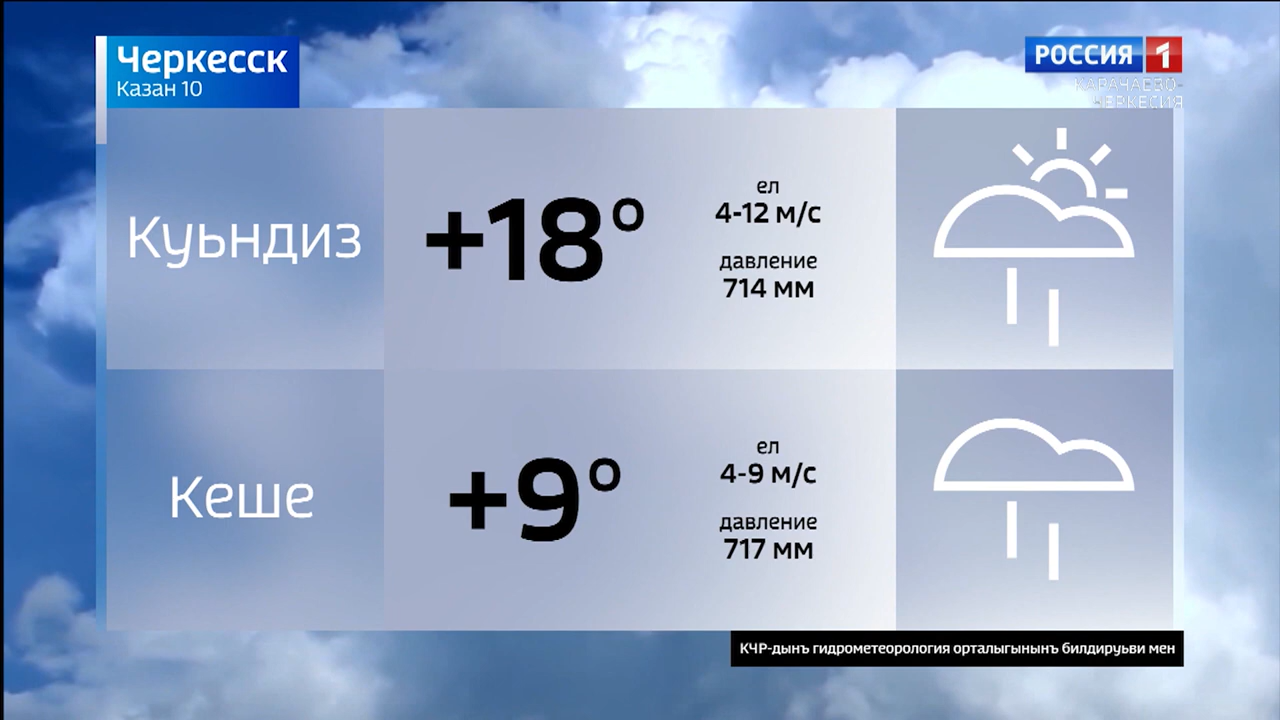 Черкесск
Казан 10
РОССИЯ 1
КАРАЧАЕВО-
ЧЕРКЕСИЯ
Куьндиз
+18°
ел
4-12 м/с
давление
714 мм
Кеше
+9°
ел
4-9 м/с
давление
717 мм
КЧР-дынъ гидрометеорология орталыгынынъ билдируьви мен